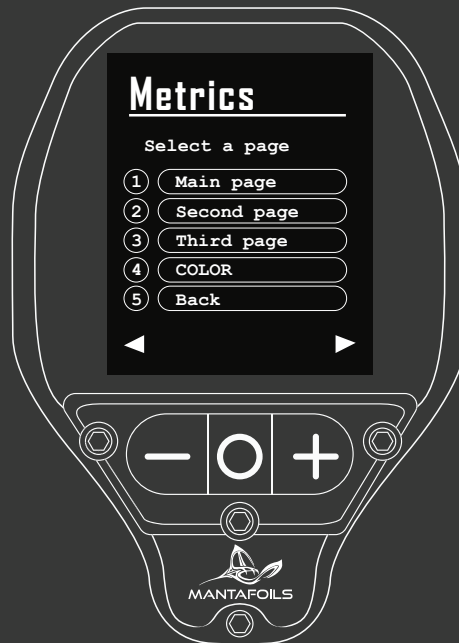 Metrics
Select a page
1 Main page
2 Second page
3 Third page
4 COLOR
5 Back
MANTAFOILS